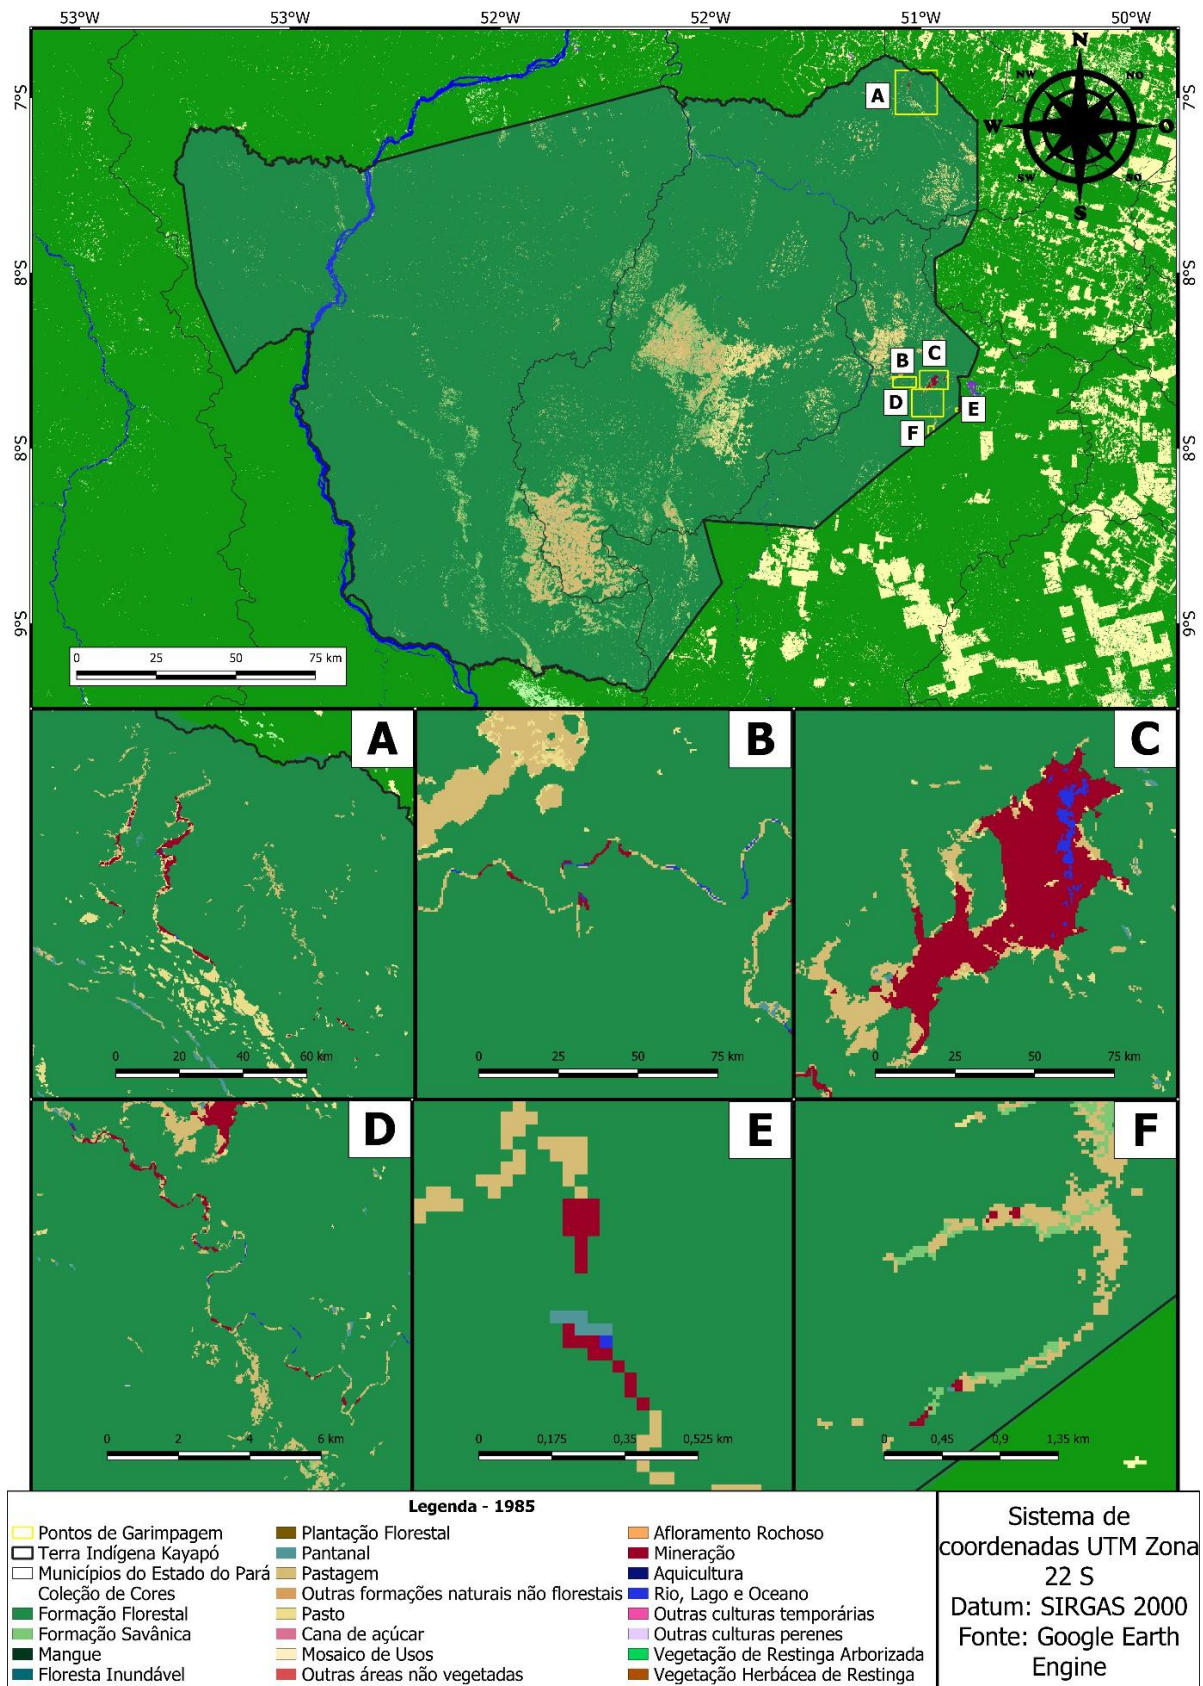 53°W 53°W 52°W 52°W 51°W 51°W 50°W
N
NW NO
W O
SW SO
S
7°S 7°S
A
8°S 8°S
B C
D E
F
8°S 8°S
9°S 9°S
0 25 50 75 km
A B C
0 20 40 60 km
0 25 50 75 km
0 25 50 75 km
D E F
0 2 4 6 km
0 0,175 0,35 0,525 km
0 0,45 0,9 1,35 km
Legenda - 1985
Pontos de Garimpagem
Terra Indígena Kayapó
Municípios do Estado do Pará
Coleção de Cores
Formação Florestal
Formação Savânica
Mangue
Floresta Inundável
Plantação Florestal
Pantanal
Pastagem
Outras formações naturais não florestais
Pasto
Cana de açúcar
Mosaico de Usos
Outras áreas não vegetadas
Afloramento Rochoso
Mineração
Aquicultura
Rio, Lago e Oceano
Outras culturas temporárias
Outras culturas perenes
Vegetação de Restinga Arborizada
Vegetação Herbácea de Restinga
Sistema de
coordenadas UTM Zona
22 S
Datum: SIRGAS 2000
Fonte: Google Earth
Engine